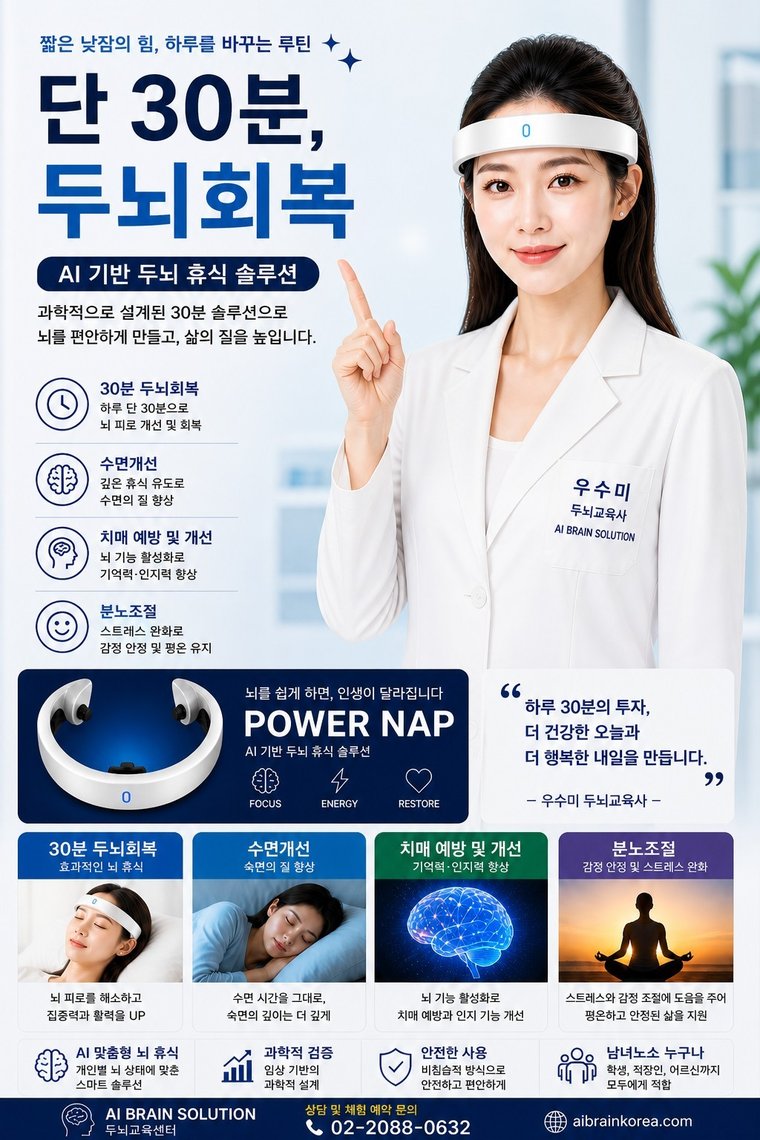 짧은 낮잠의 힘, 하루를 바꾸는 루틴
단 30분,
두뇌회복
AI 기반 두뇌 휴식 솔루션
과학적으로 설계된 30분 솔루션으로
뇌를 편안하게 만들고, 삶의 질을 높입니다.
30분 두뇌회복
하루 단 30분으로
뇌 피로 개선 및 회복
수면개선
깊은 휴식 유도로
수면의 질 향상
치매 예방 및 개선
뇌 기능 활성화로
기억력·인지력 향상
분노조절
스트레스 완화로
감정 안정 및 평온 유지
0
우수미
두뇌교육사
AI BRAIN SOLUTION
0
뇌를 쉽게 하면, 인생이 달라집니다
POWER NAP
AI 기반 두뇌 휴식 솔루션
FOCUS
ENERGY
RESTORE
“ 하루 30분의 투자,
더 건강한 오늘과
더 행복한 내일을 만듭니다. ”
– 우수미 두뇌교육사 –
30분 두뇌회복
효과적인 뇌 휴식
0
뇌 피로를 해소하고
집중력과 활력을 UP
수면개선
숙면의 질 향상
수면 시간을 그대로,
숙면의 깊이는 더 깊게
치매 예방 및 개선
기억력·인지력 향상
뇌 기능 활성화로
치매 예방과 인지 기능 개선
분노조절
감정 안정 및 스트레스 완화
스트레스와 감정 조절에 도움을 주어
평온하고 안정된 삶을 지원
AI 맞춤형 뇌 휴식
개인별 뇌 상태에 맞춘
스마트 솔루션
과학적 검증
임상 기반의
과학적 설계
안전한 사용
비침습적 방식으로
안전하고 편안하게
남녀노소 누구나
학생, 직장인, 어르신까지
모두에게 적합
AI BRAIN SOLUTION
두뇌교육센터
상담 및 체험 예약 문의
02-2088-0632
aibrainkorea.com